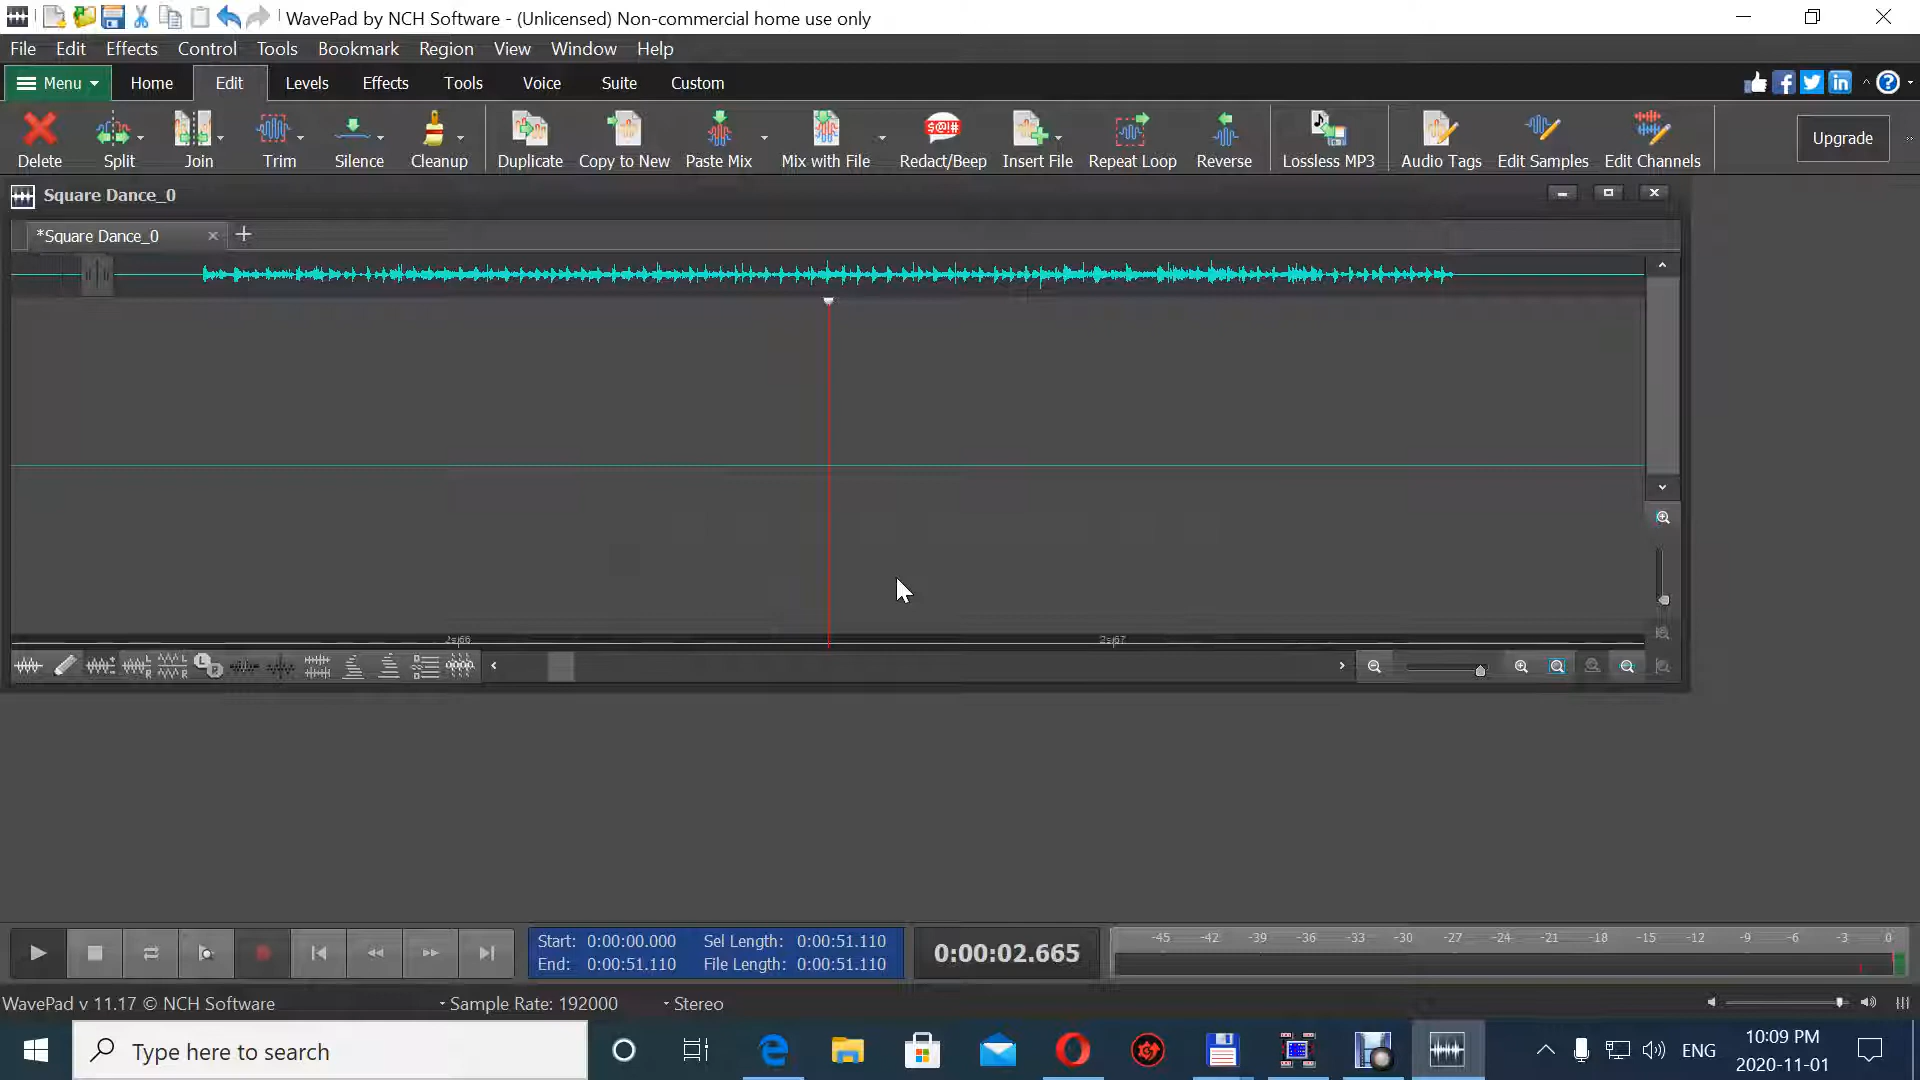 WavePad by NCH Software - (Unlicensed) Non-commercial home use only
File Edit Effects Control Tools Bookmark Region View Window Help
Menu Home Edit Levels Effects Tools Voice Suite Custom
Delete Split Join Trim Silence Cleanup Duplicate Copy to New Paste Mix Mix with File Redact/Beep Insert File Repeat Loop Reverse Lossless MP3 Audio Tags Edit Samples Edit Channels Upgrade
Square Dance_0
*Square Dance_0
Start: 0:00:00.000 Sel Length: 0:00:51.110
End: 0:00:51.110 File Length: 0:00:51.110
0:00:02.665
-45 -42 -39 -36 -33 -30 -27 -24 -21 -18 -15 -12 -9 -6 -3 0
WavePad v 11.17 © NCH Software Sample Rate: 192000 Stereo
Type here to search
ENG
10:09 PM
2020-11-01